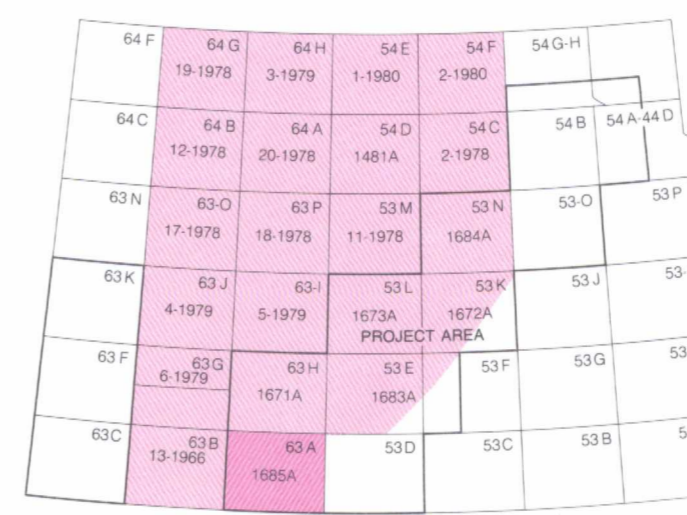 64 F 64 G 64 H 54 E 54 F 54 G-H
19-1978 3-1979 1-1980 2-1980
64 C 64 B 64 A 54 D 54 C 54 B 54 A-44 D
12-1978 20-1978 1481A 2-1978
63 N 63-O 63 P 53 M 53 N 53-O 53 P
17-1978 18-1978 11-1978 1684A
63 K 63 J 63-I 53 L 53 K 53 J
4-1979 5-1979 1673A 1672A
PROJECT AREA
63 F 63 G 63 H 53 E 53 F 53 G
6-1979 1671A 1683A
63C 63 B 63 A 53 D 53C 53 B
13-1966 1685A